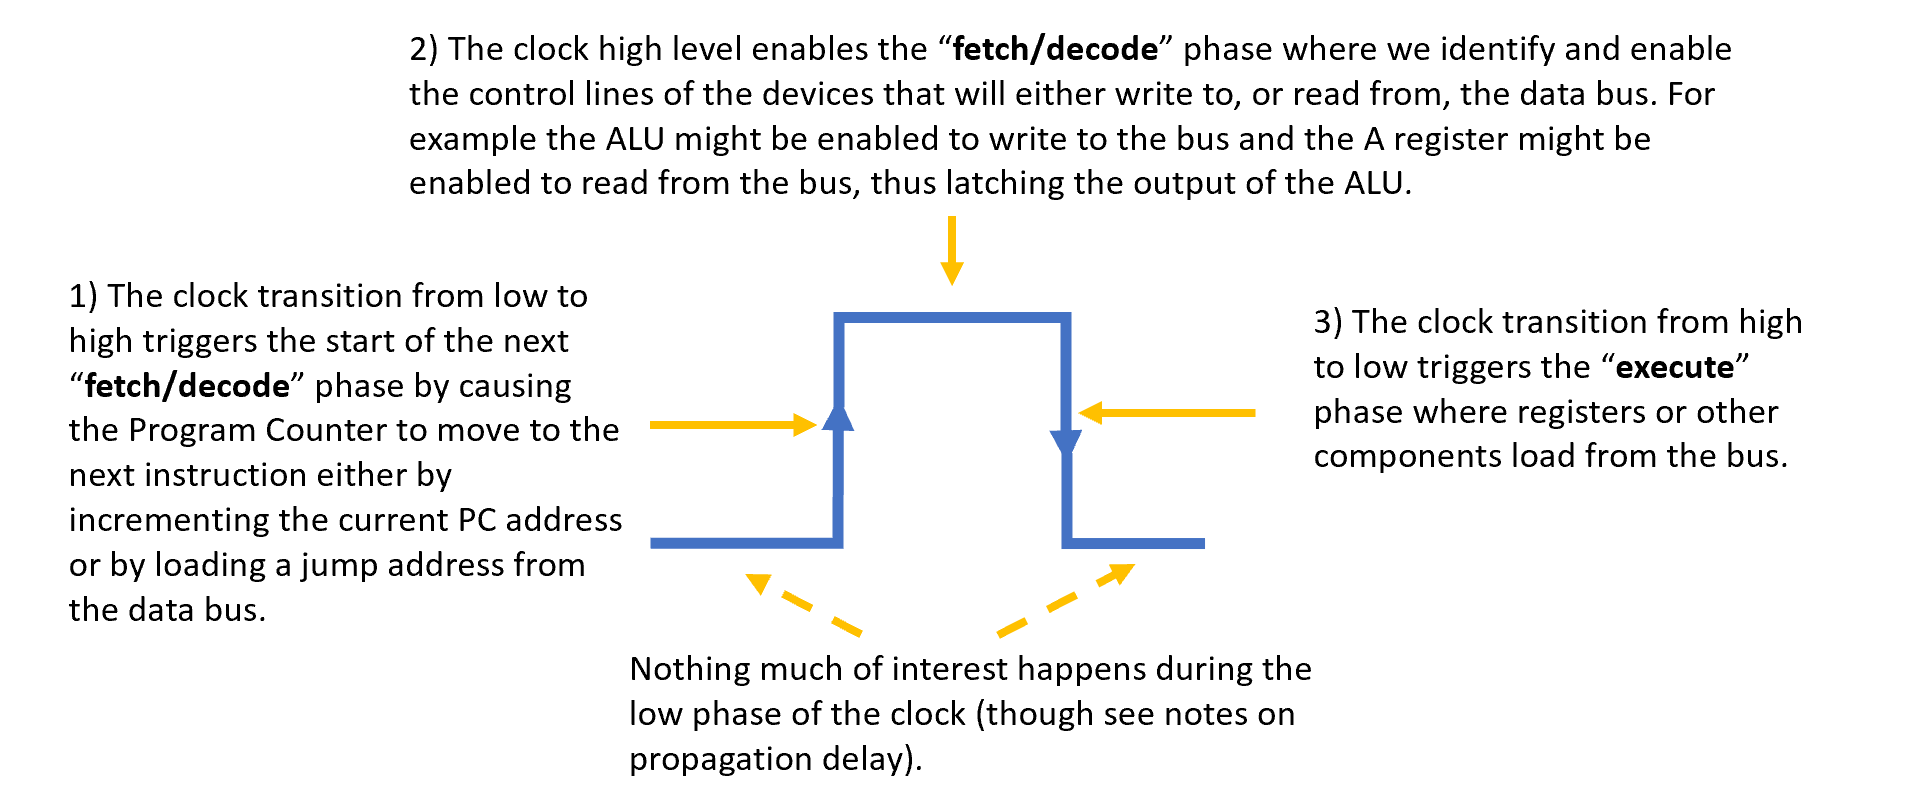 2) The clock high level enables the “fetch/decode” phase where we identify and enable
the control lines of the devices that will either write to, or read from, the data bus. For
example the ALU might be enabled to write to the bus and the A register might be
enabled to read from the bus, thus latching the output of the ALU.
1) The clock transition from low to
high triggers the start of the next
“fetch/decode” phase by causing
the Program Counter to move to the
next instruction either by
incrementing the current PC address
or by loading a jump address from
the data bus.
3) The clock transition from high
to low triggers the “execute”
phase where registers or other
components load from the bus.
Nothing much of interest happens during the
low phase of the clock (though see notes on
propagation delay).